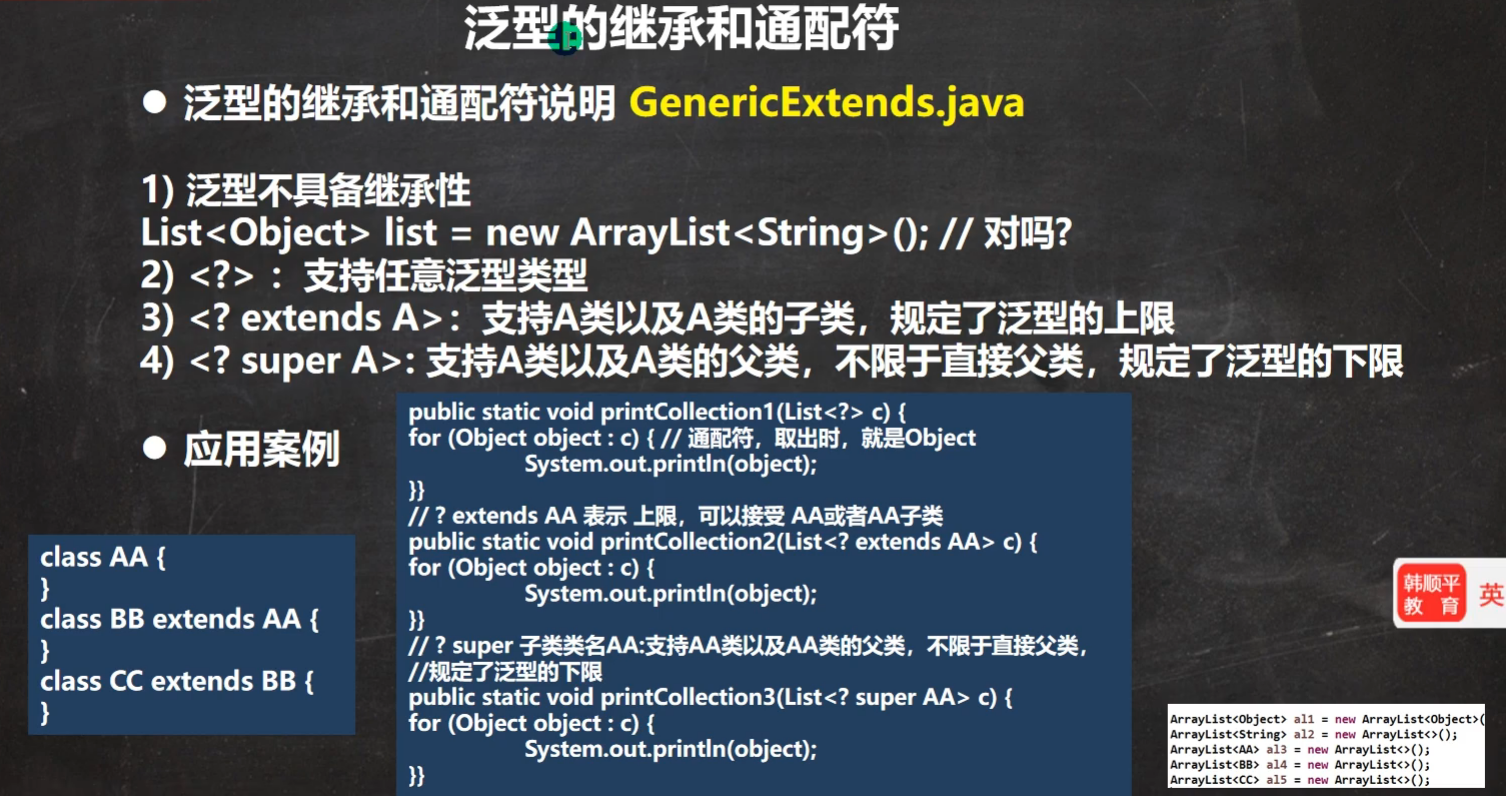 泛型的继承和通配符
● 泛型的继承和通配符说明 GenericExtends.java
1) 泛型不具备继承性
List<Object> list = new ArrayList<String>(); // 对吗?
2) <?> ：支持任意泛型类型
3) <? extends A>：支持A类以及A类的子类，规定了泛型的上限
4) <? super A>: 支持A类以及A类的父类，不限于直接父类，规定了泛型的下限
● 应用案例
class AA {
}
class BB extends AA {
}
class CC extends BB {
}
public static void printCollection1(List<?> c) {
for (Object object : c) { // 通配符，取出时，就是Object
System.out.println(object);
}}
// ? extends AA 表示 上限，可以接受 AA或者AA子类
public static void printCollection2(List<? extends AA> c) {
for (Object object : c) {
System.out.println(object);
}}
// ? super 子类类名AA:支持AA类以及AA类的父类，不限于直接父类，
//规定了泛型的下限
public static void printCollection3(List<? super AA> c) {
for (Object object : c) {
System.out.println(object);
}}
韩顺平
教 育
英
ArrayList<Object> al1 = new ArrayList<Object>(
ArrayList<String> al2 = new ArrayList<>();
ArrayList<AA> al3 = new ArrayList<>();
ArrayList<BB> al4 = new ArrayList<>();
ArrayList<CC> al5 = new ArrayList<>();